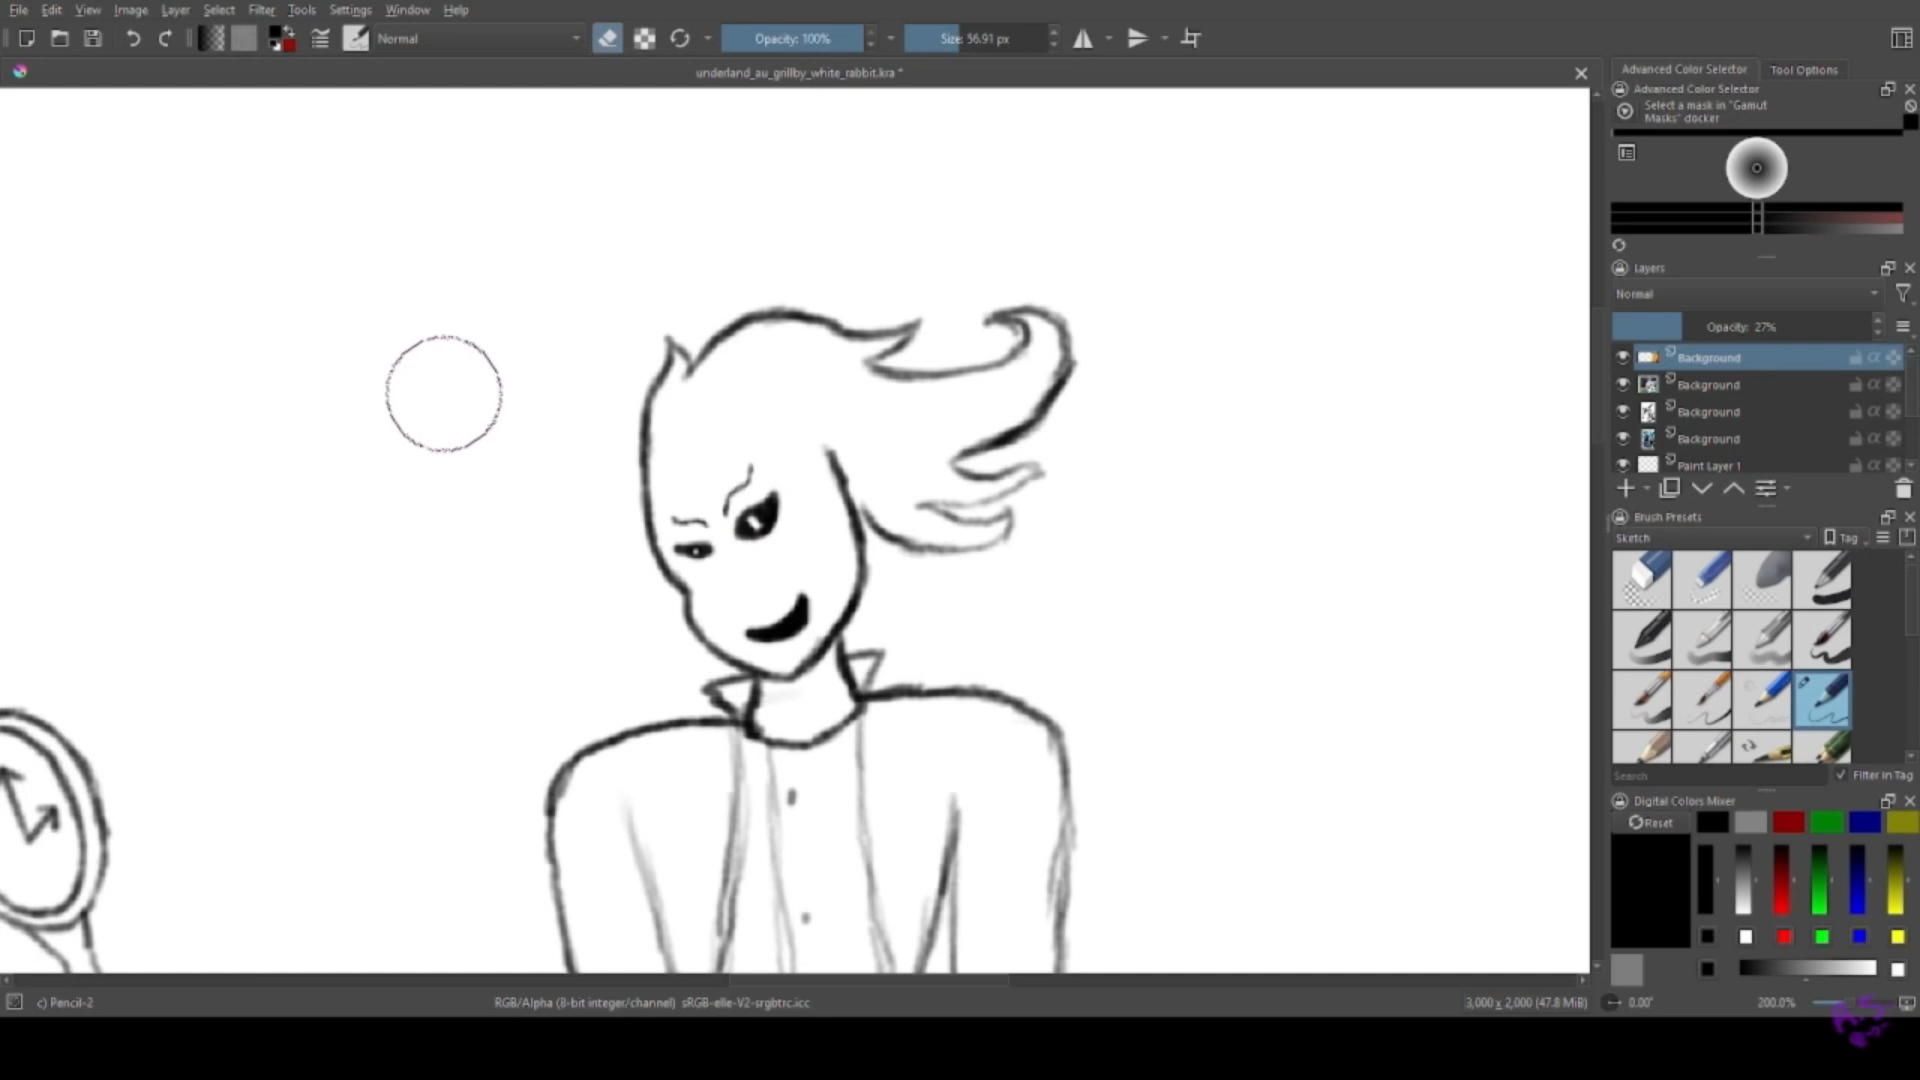 File Edit View Image Layer Select Filter Tools Settings Window Help
Normal
Opacity: 100%
Size: 56.91 px
underland_au_grillby_white_rabbit.kra *
Advanced Color Selector
Tool Options
Advanced Color Selector
Select a mask in "Gamut
Masks" docker
Layers
Normal
Opacity: 27%
Background
Background
Background
Background
Paint Layer 1
Brush Presets
Sketch
Tag
Search
Filter in Tag
Digital Colors Mixer
Reset
c) Pencil-2
RGB/Alpha (8-bit integer/channel) sRGB-elle-V2-srgbtrc.icc
3,000 x 2,000 (47.8 MiB)
0.00°
200.0%